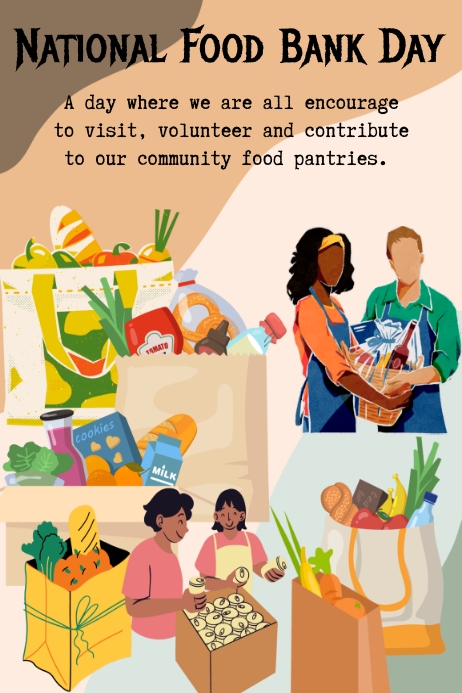 National Food Bank Day
A day where we are all encourage
to visit, volunteer and contribute
to our community food pantries.
TOMATO
cookies
MiLK